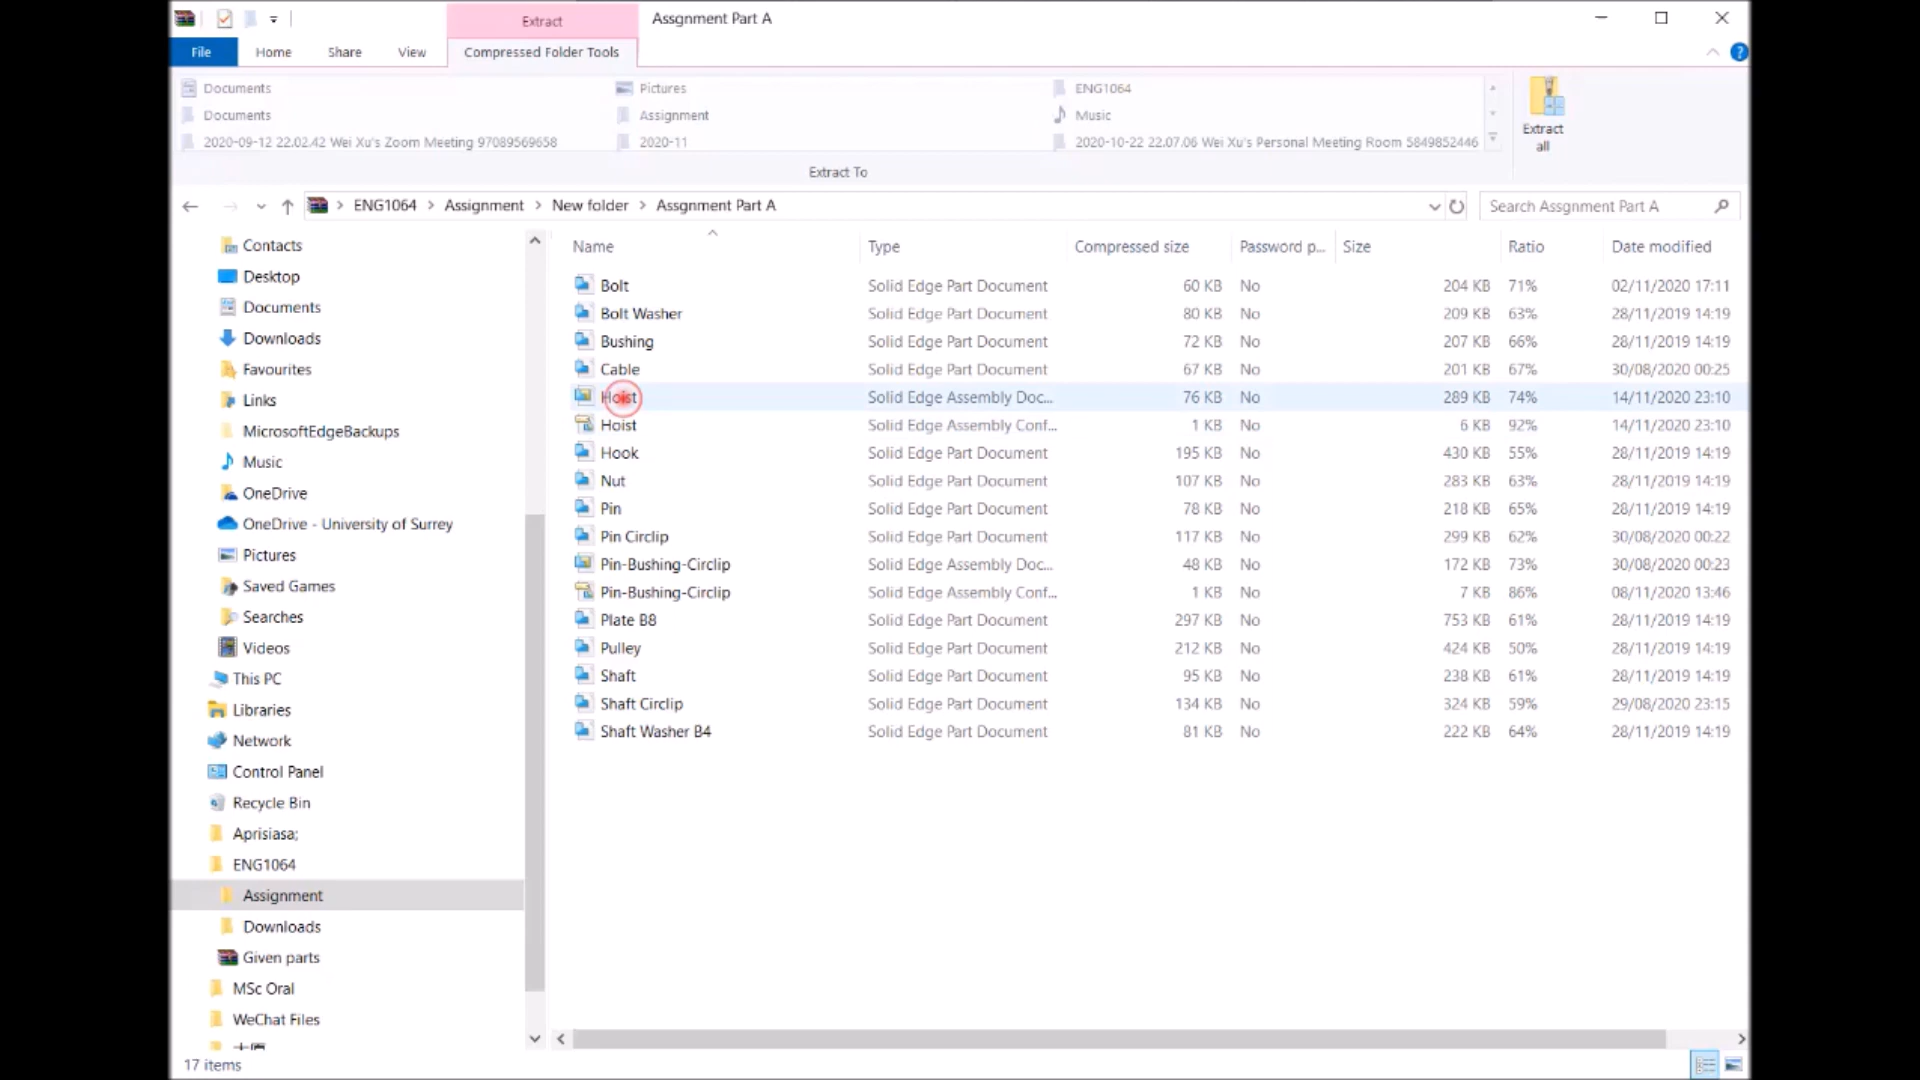 Extract
Assgnment Part A
File Home Share View Compressed Folder Tools
Documents Pictures ENG1064
Documents Assignment Music
2020-09-12 22.02.42 Wei Xu's Zoom Meeting 97089569658 2020-11 2020-10-22 22.07.06 Wei Xu's Personal Meeting Room 5849852446
Extract all
Extract To
ENG1064 > Assignment > New folder > Assgnment Part A
Search Assgnment Part A
Contacts
Desktop
Documents
Downloads
Favourites
Links
MicrosoftEdgeBackups
Music
OneDrive
OneDrive - University of Surrey
Pictures
Saved Games
Searches
Videos
This PC
Libraries
Network
Control Panel
Recycle Bin
Aprisiasa;
ENG1064
Assignment
Downloads
Given parts
MSc Oral
WeChat Files
Name Type Compressed size Password p... Size Ratio Date modified
Bolt Solid Edge Part Document 60 KB No 204 KB 71% 02/11/2020 17:11
Bolt Washer Solid Edge Part Document 80 KB No 209 KB 63% 28/11/2019 14:19
Bushing Solid Edge Part Document 72 KB No 207 KB 66% 28/11/2019 14:19
Cable Solid Edge Part Document 67 KB No 201 KB 67% 30/08/2020 00:25
Hoist Solid Edge Assembly Doc... 76 KB No 289 KB 74% 14/11/2020 23:10
Hoist Solid Edge Assembly Conf... 1 KB No 6 KB 92% 14/11/2020 23:10
Hook Solid Edge Part Document 195 KB No 430 KB 55% 28/11/2019 14:19
Nut Solid Edge Part Document 107 KB No 283 KB 63% 28/11/2019 14:19
Pin Solid Edge Part Document 78 KB No 218 KB 65% 28/11/2019 14:19
Pin Circlip Solid Edge Part Document 117 KB No 299 KB 62% 30/08/2020 00:22
Pin-Bushing-Circlip Solid Edge Assembly Doc... 48 KB No 172 KB 73% 30/08/2020 00:23
Pin-Bushing-Circlip Solid Edge Assembly Conf... 1 KB No 7 KB 86% 08/11/2020 13:46
Plate B8 Solid Edge Part Document 297 KB No 753 KB 61% 28/11/2019 14:19
Pulley Solid Edge Part Document 212 KB No 424 KB 50% 28/11/2019 14:19
Shaft Solid Edge Part Document 95 KB No 238 KB 61% 28/11/2019 14:19
Shaft Circlip Solid Edge Part Document 134 KB No 324 KB 59% 29/08/2020 23:15
Shaft Washer B4 Solid Edge Part Document 81 KB No 222 KB 64% 28/11/2019 14:19
17 items